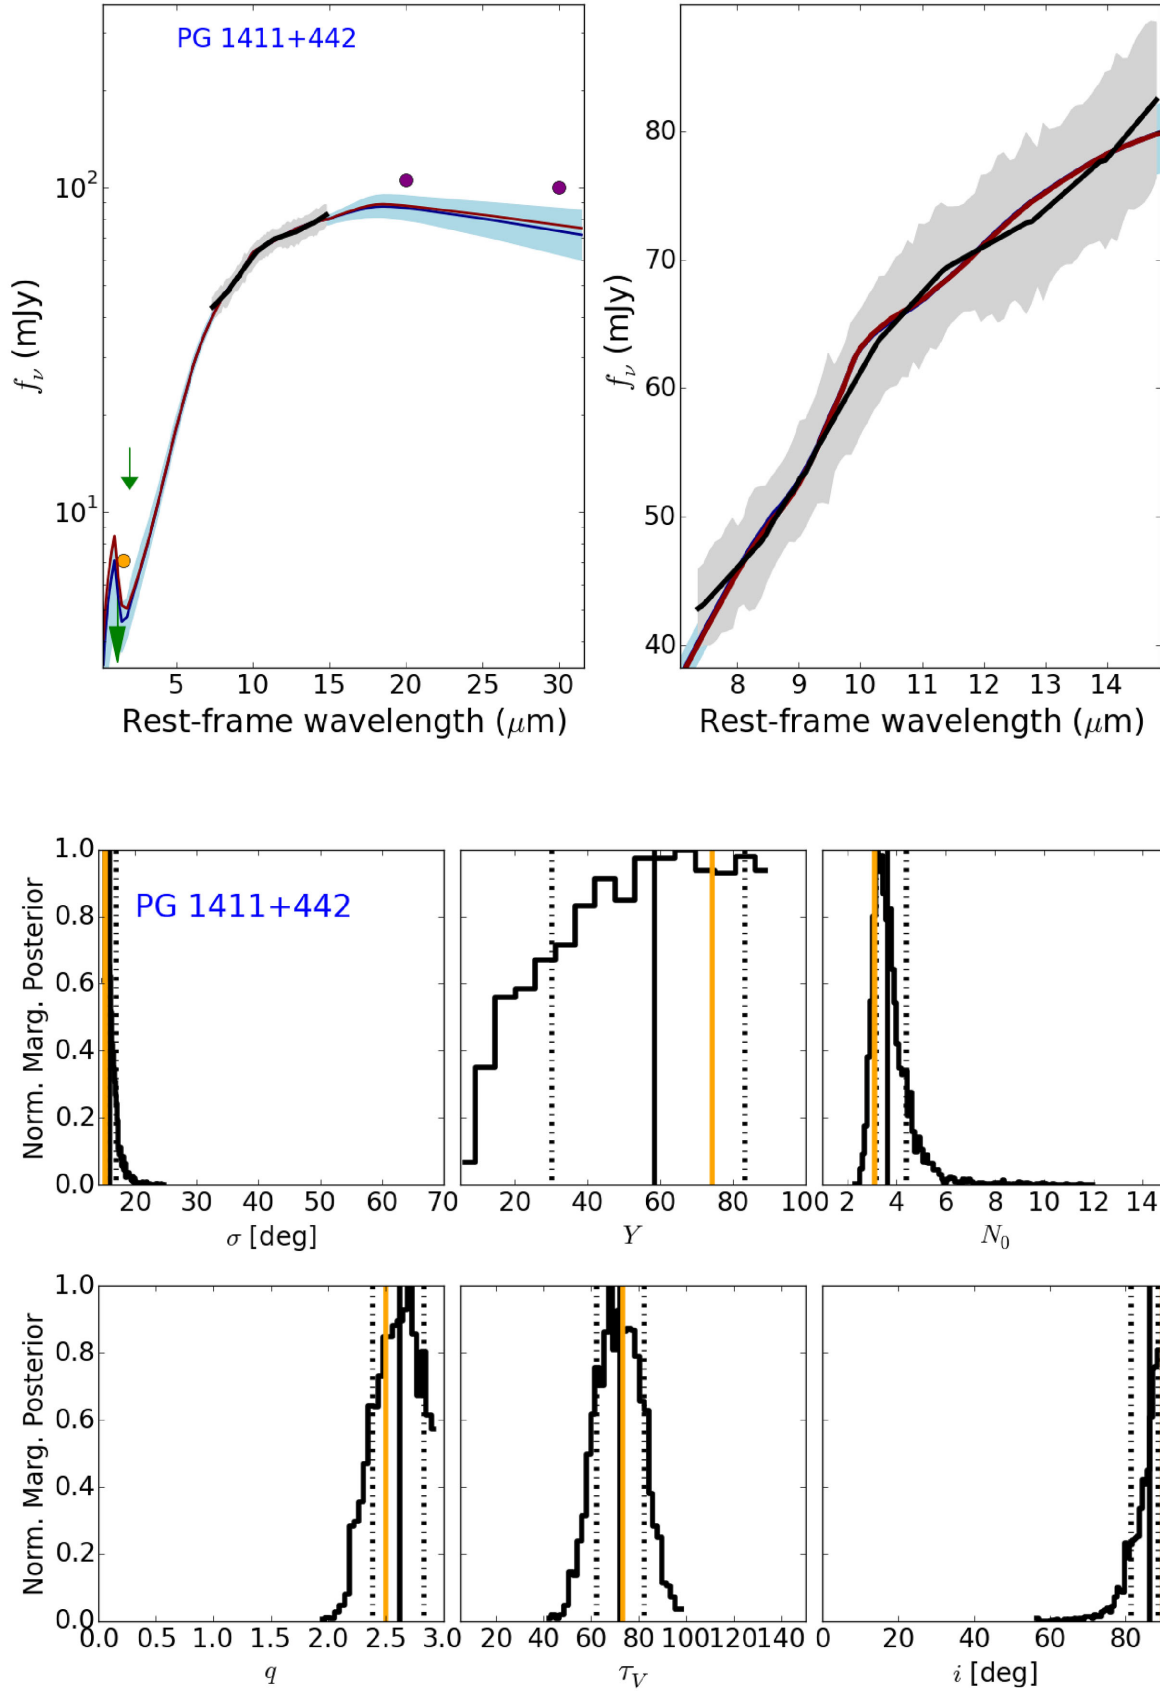 PG 1411+442
10²
10¹
f_ν (mJy)
5 10 15 20 25 30
Rest-frame wavelength (μm)
80
70
60
50
40
f_ν (mJy)
8 9 10 11 12 13 14
Rest-frame wavelength (μm)
PG 1411+442
Norm. Marg. Posterior
1.0
0.8
0.6
0.4
0.2
0.0
20 30 40 50 60 70
σ [deg]
20 40 60 80 100
Y
2 4 6 8 10 12 14
N₀
Norm. Marg. Posterior
1.0
0.8
0.6
0.4
0.2
0.0
0.0 0.5 1.0 1.5 2.0 2.5 3.0
q
20 40 60 80 100 120 140
τ_V
0 20 40 60 80
i [deg]